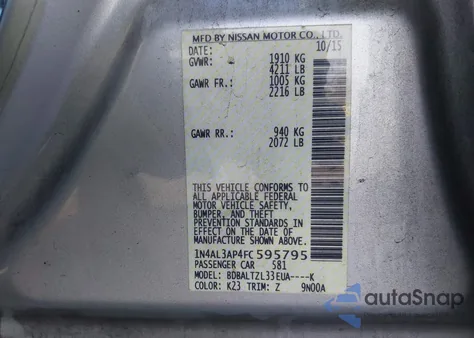 MFD BY NISSAN MOTOR CO., LTD.
DATE: 10/15
GVWR: 1910 KG
4211 LB
GAWR FR.: 1005 KG
2216 LB
GAWR RR.: 940 KG
2072 LB
THIS VEHICLE CONFORMS TO
ALL APPLICABLE FEDERAL
MOTOR VEHICLE SAFETY,
BUMPER, AND THEFT
PREVENTION STANDARDS IN
EFFECT ON THE DATE OF
MANUFACTURE SHOWN ABOVE.
1N4AL3AP4FC595795
PASSENGER CAR 581
MODEL: BDBALTZL33EUA----K
COLOR: K23 TRIM: Z 9N00A
autoSnap